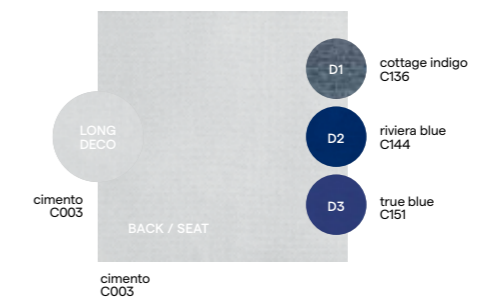 D1
cottage indigo
C136
LONG
DECO
D2
riviera blue
C144
cimento
C003
D3
true blue
C151
BACK / SEAT
cimento
C003